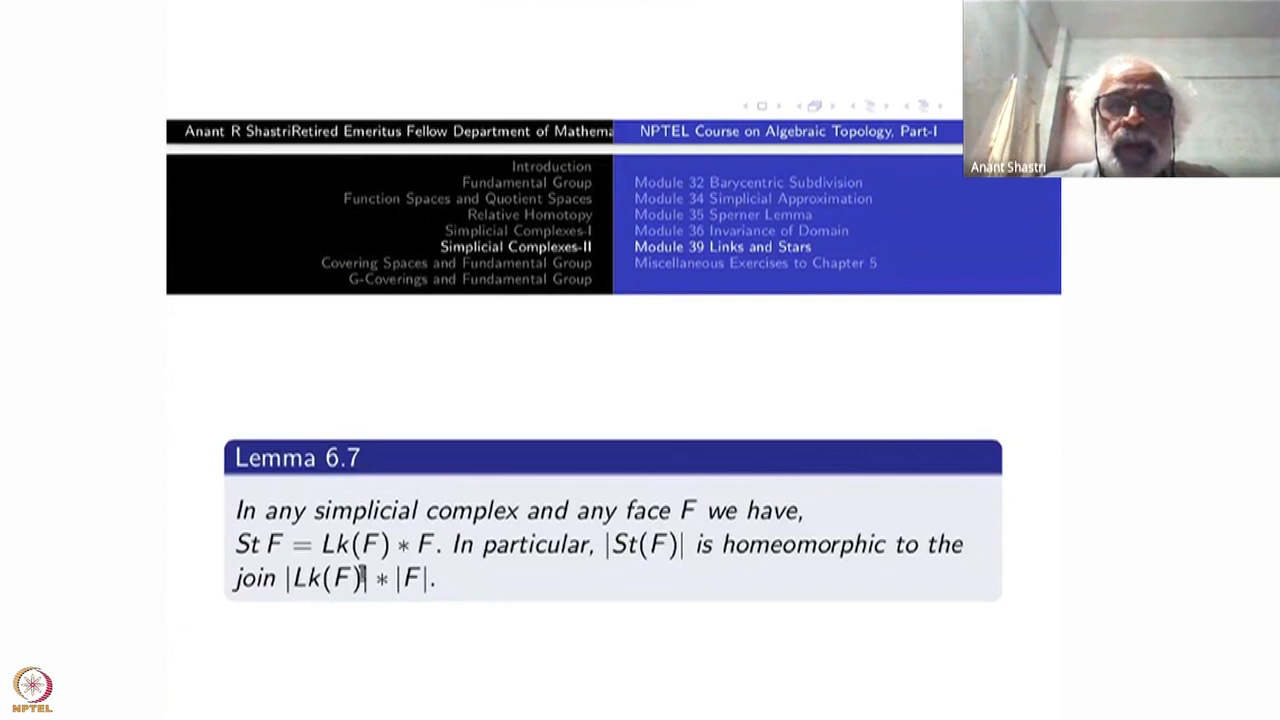 Anant R ShastriRetired Emeritus Fellow Department of Mathema
NPTEL Course on Algebraic Topology, Part-I
Introduction
Fundamental Group
Function Spaces and Quotient Spaces
Relative Homotopy
Simplicial Complexes-I
Simplicial Complexes-II
Covering Spaces and Fundamental Group
G-Coverings and Fundamental Group
Module 32 Barycentric Subdivision
Module 34 Simplicial Approximation
Module 35 Sperner Lemma
Module 36 Invariance of Domain
Module 39 Links and Stars
Miscellaneous Exercises to Chapter 5
Anant Shastri
Lemma 6.7
In any simplicial complex and any face F we have,
St F = Lk(F) ∗ F. In particular, |St(F)| is homeomorphic to the
join |Lk(F)| ∗ |F|.
NPTEL